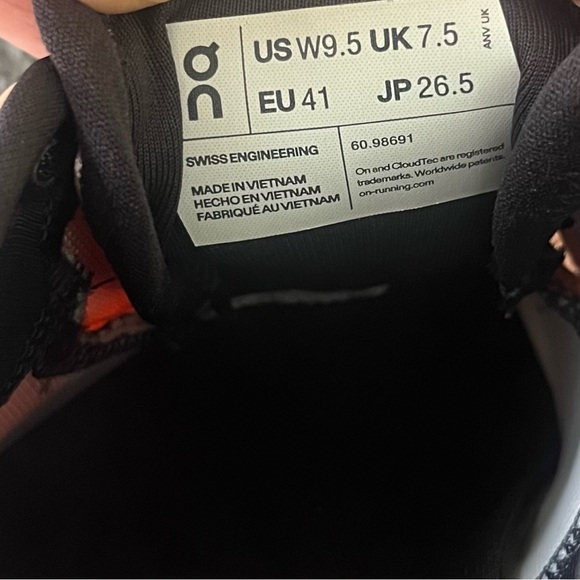 US W9.5 UK 7.5
EU 41 JP 26.5
ANV UK
SWISS ENGINEERING
MADE IN VIETNAM
HECHO EN VIETNAM
FABRIQUÉ AU VIETNAM
60.98691
On and CloudTec are registered
trademarks. Worldwide patents.
on-running.com